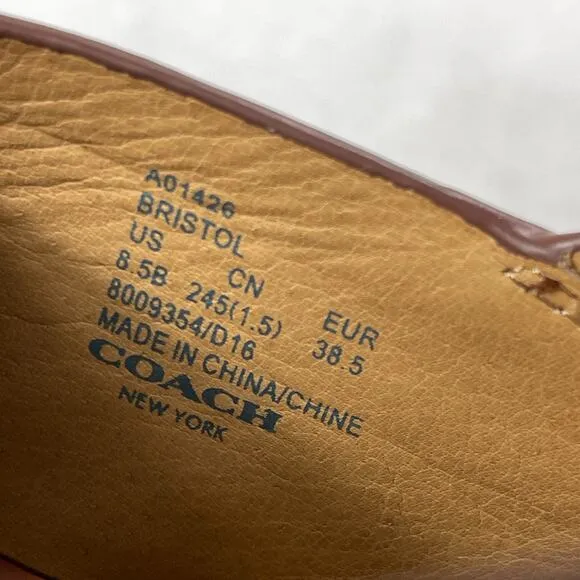 A01426
BRISTOL
US CN EUR
8.5B 245(1.5) 38.5
8009354/D16
MADE IN CHINA/CHINE
COACH
NEW YORK